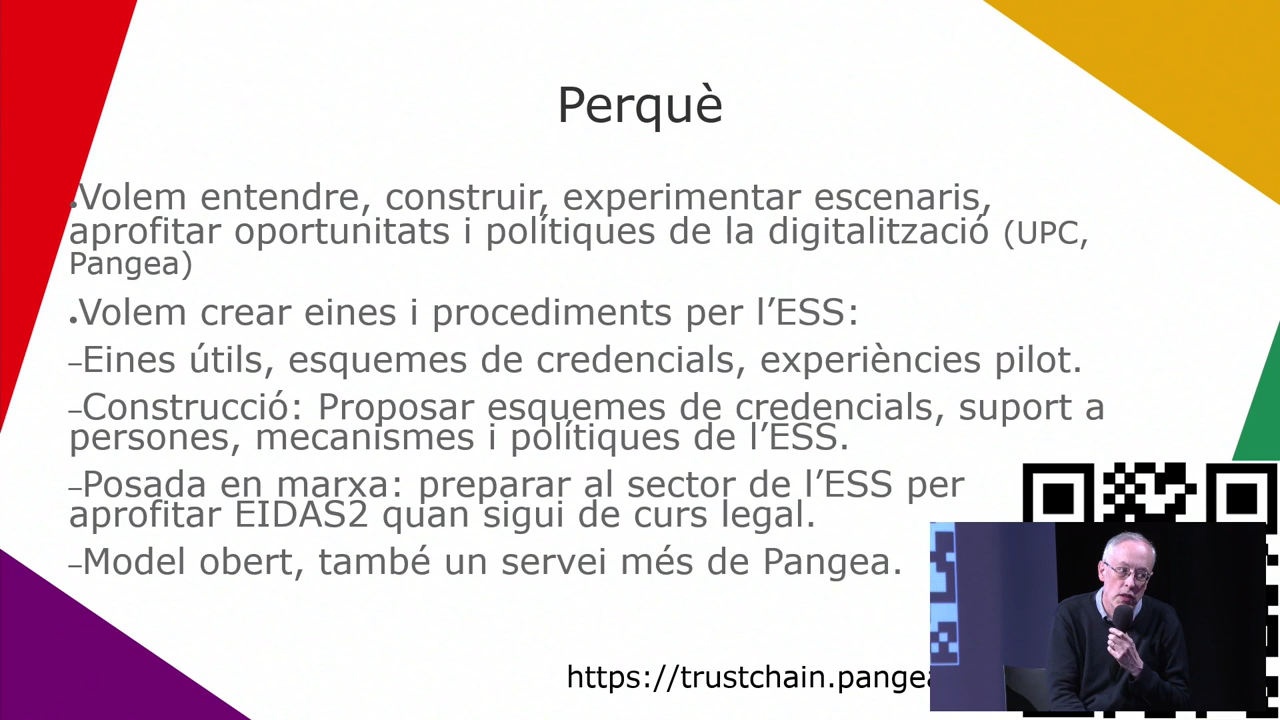 Perquè
•Volem entendre, construir, experimentar escenaris,
aprofitar oportunitats i polítiques de la digitalització (UPC,
Pangea)
•Volem crear eines i procediments per l’ESS:
–Eines útils, esquemes de credencials, experiències pilot.
–Construcció: Proposar esquemes de credencials, suport a
persones, mecanismes i polítiques de l’ESS.
–Posada en marxa: preparar al sector de l’ESS per
aprofitar EIDAS2 quan sigui de curs legal.
–Model obert, també un servei més de Pangea.
https://trustchain.pangea